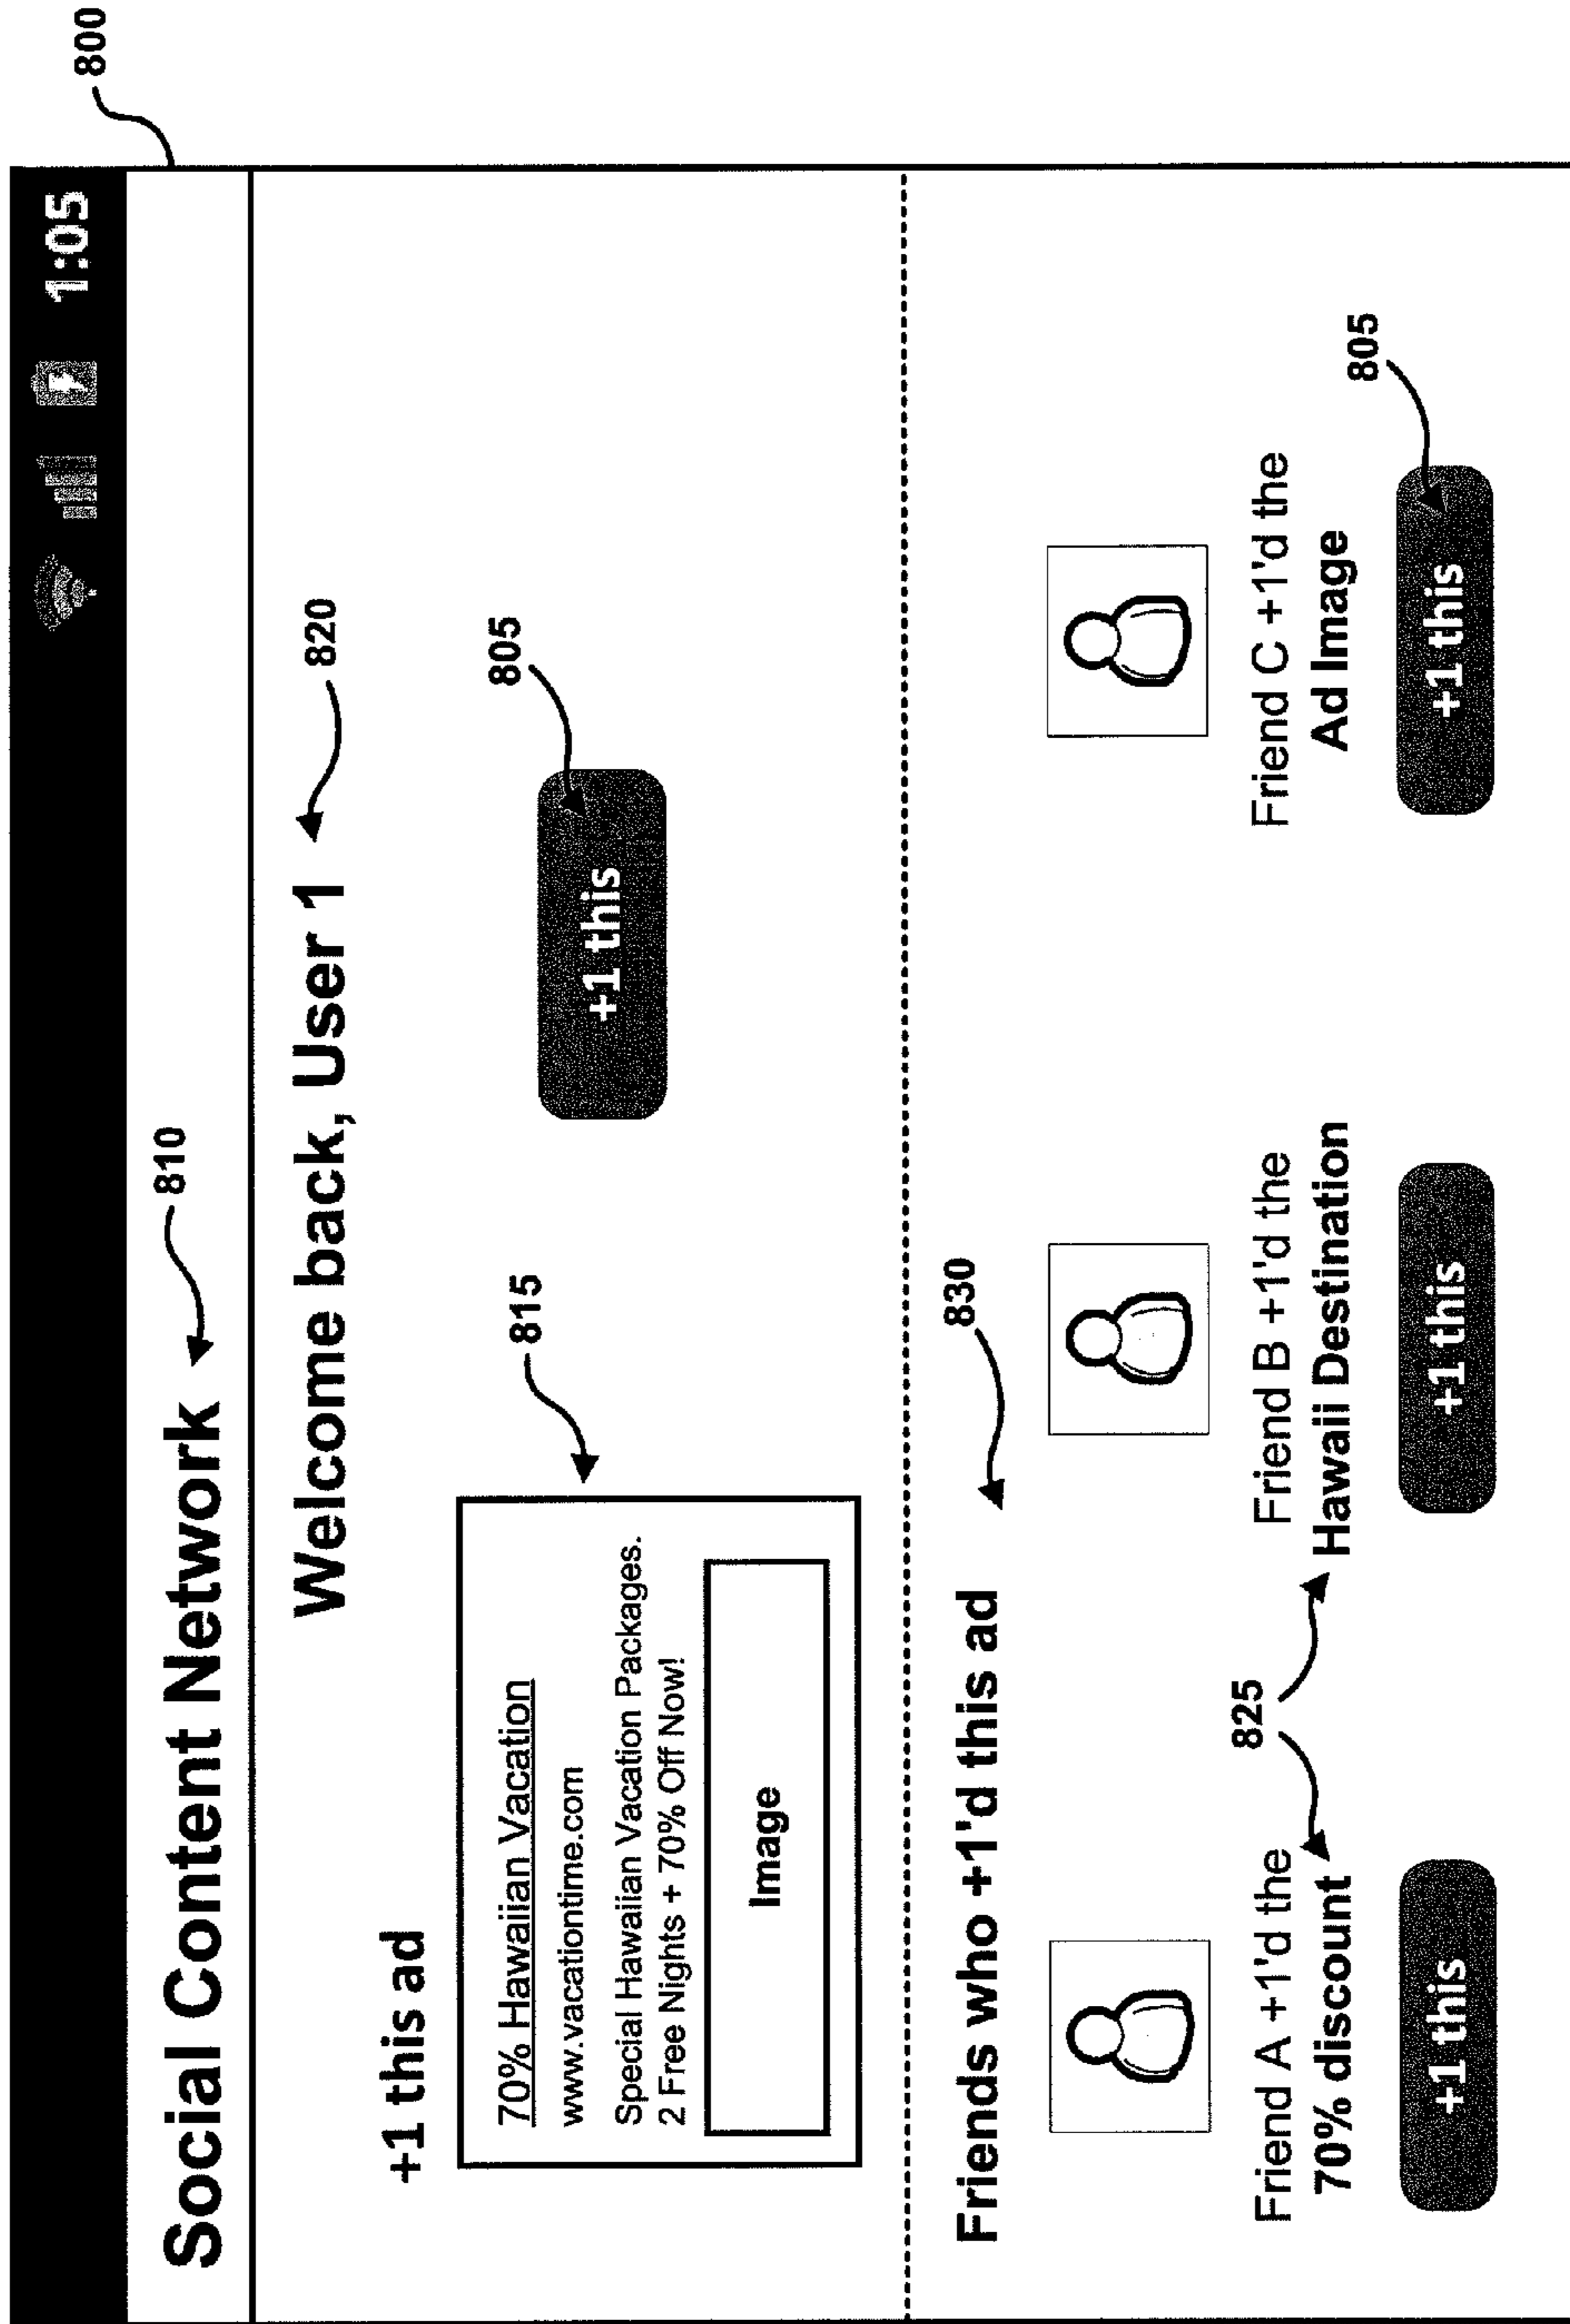 800
1:05
Social Content Network
810
Welcome back, User 1
820
+1 this ad
70% Hawaiian Vacation
www.vacationtime.com
Special Hawaiian Vacation Packages.
2 Free Nights + 70% Off Now!
Image
815
+1 this
805
Friends who +1'd this ad
830
Friend A +1'd the
70% discount
+1 this
825
Friend B +1'd the
Hawaii Destination
+1 this
Friend C +1'd the
Ad Image
+1 this
805